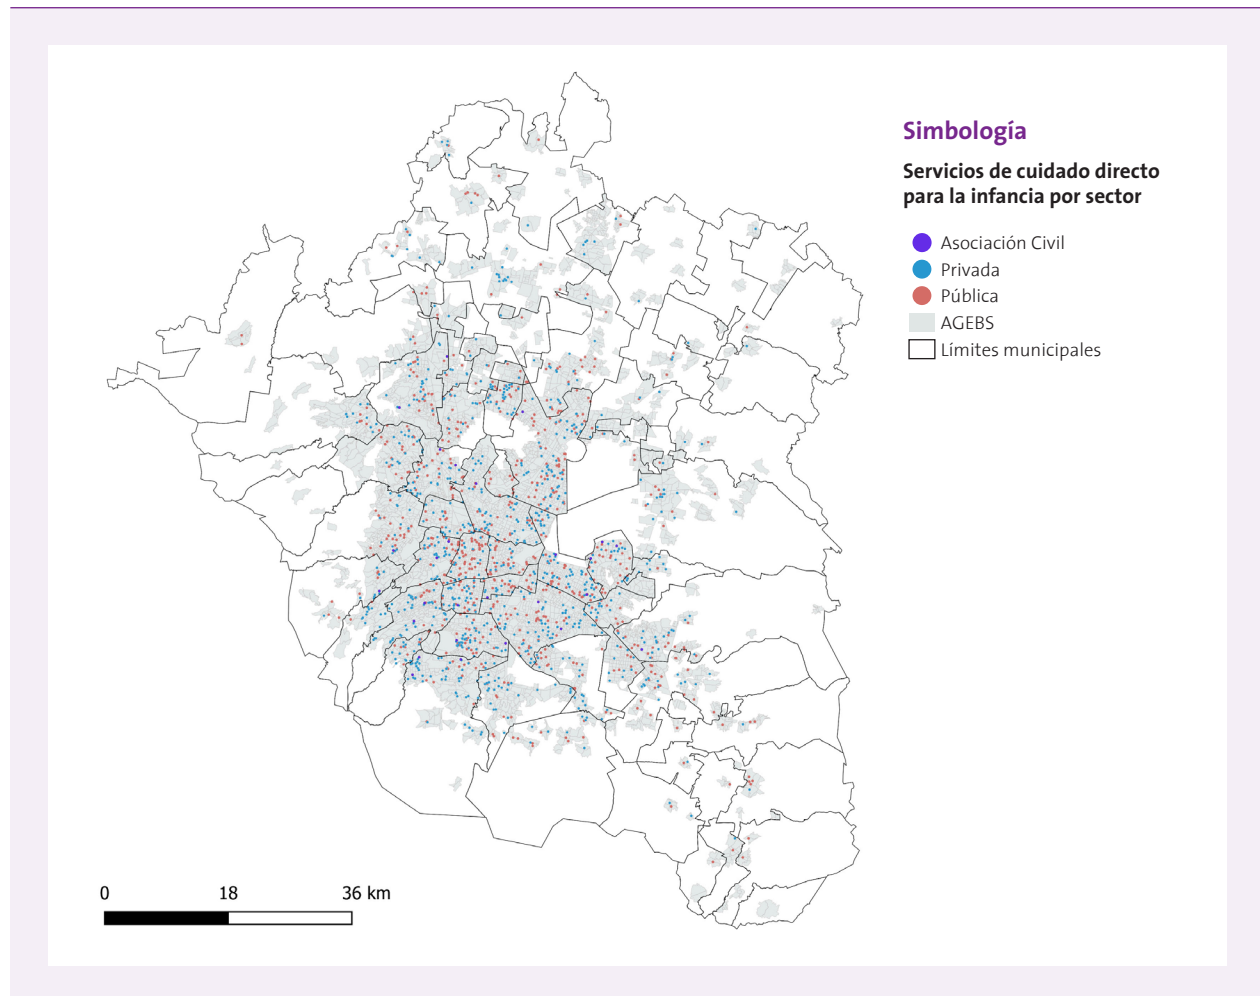 Simbología
Servicios de cuidado directo
para la infancia por sector
Asociación Civil
Privada
Pública
AGEBS
Límites municipales
0 18 36 km